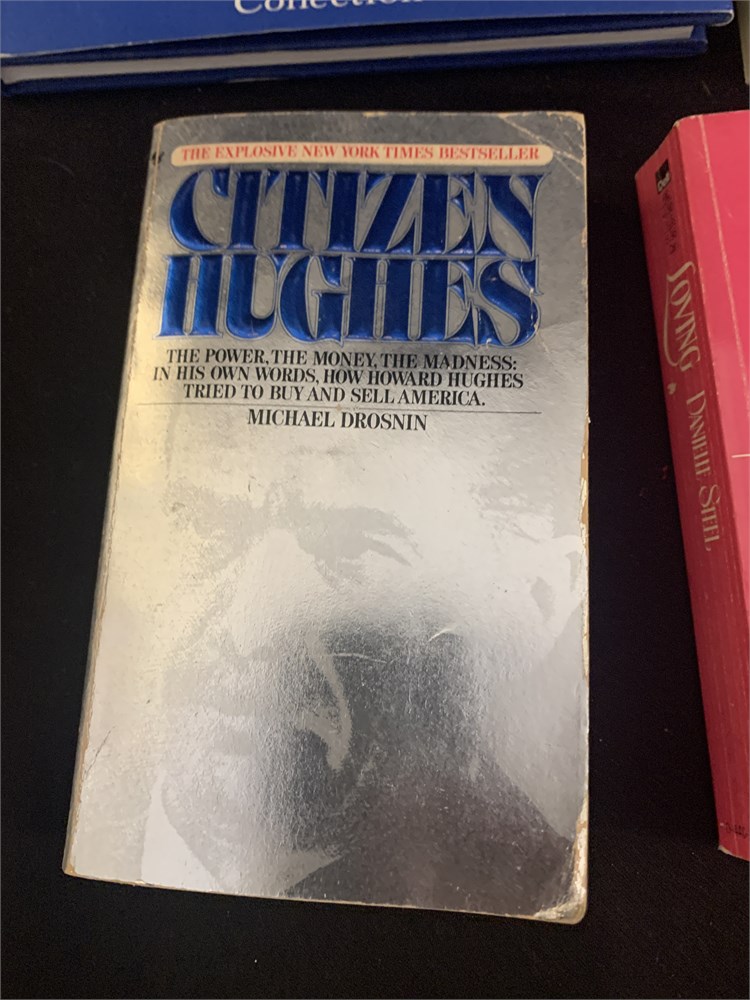 Collection
THE EXPLOSIVE NEW YORK TIMES BESTSELLER
CITIZEN
HUGHES
THE POWER, THE MONEY, THE MADNESS:
IN HIS OWN WORDS, HOW HOWARD HUGHES
TRIED TO BUY AND SELL AMERICA.
MICHAEL DROSNIN
LOVING DANIELLE STEEL